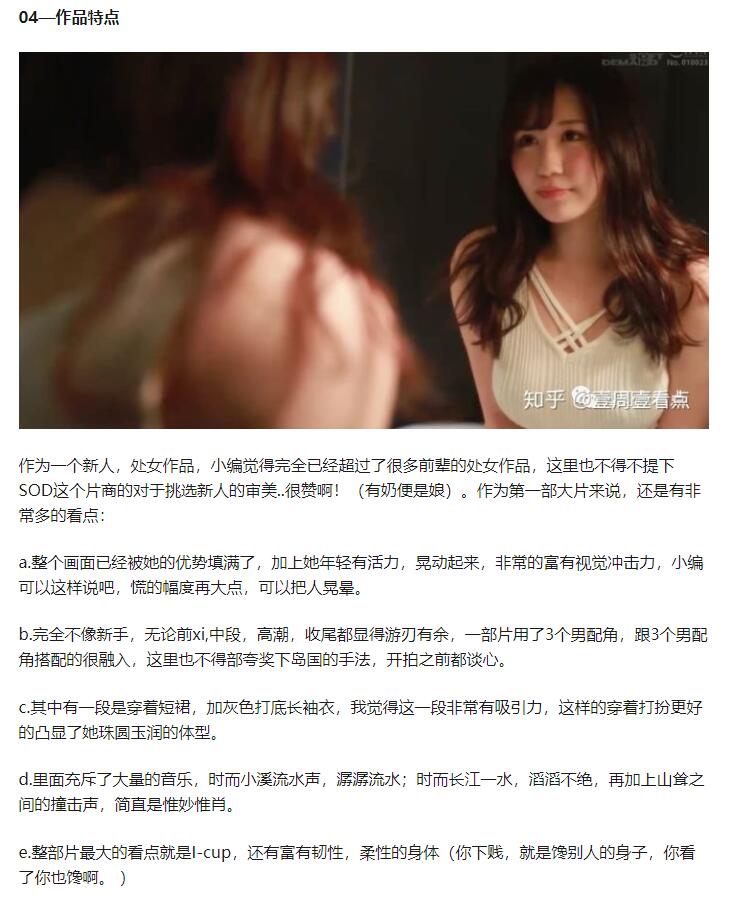 04—作品特点
No. 010023
知乎 @壹周壹看点
作为一个新人，处女作品，小编觉得完全已经超过了很多前辈的处女作品，这里也不得不提下
SOD这个片商的对于挑选新人的审美..很赞啊！（有奶便是娘）。作为第一部大片来说，还是有非
常多的看点：
a.整个画面已经被她的优势填满了，加上她年轻有活力，晃动起来，非常的富有视觉冲击力，小编
可以这样说吧，慌的幅度再大点，可以把人晃晕。
b.完全不像新手，无论前xi,中段，高潮，收尾都显得游刃有余，一部片用了3个男配角，跟3个男配
角搭配的很融入，这里也不得部夸奖下岛国的手法，开拍之前都谈心。
c.其中有一段是穿着短裙，加灰色打底长袖衣，我觉得这一段非常有吸引力，这样的穿着打扮更好
的凸显了她珠圆玉润的体型。
d.里面充斥了大量的音乐，时而小溪流水声，潺潺流水；时而长江一水，滔滔不绝，再加上山耸之
间的撞击声，简直是惟妙惟肖。
e.整部片最大的看点就是I-cup，还有富有韧性，柔性的身体（你下贱，就是馋别人的身子，你看
了你也馋啊。）